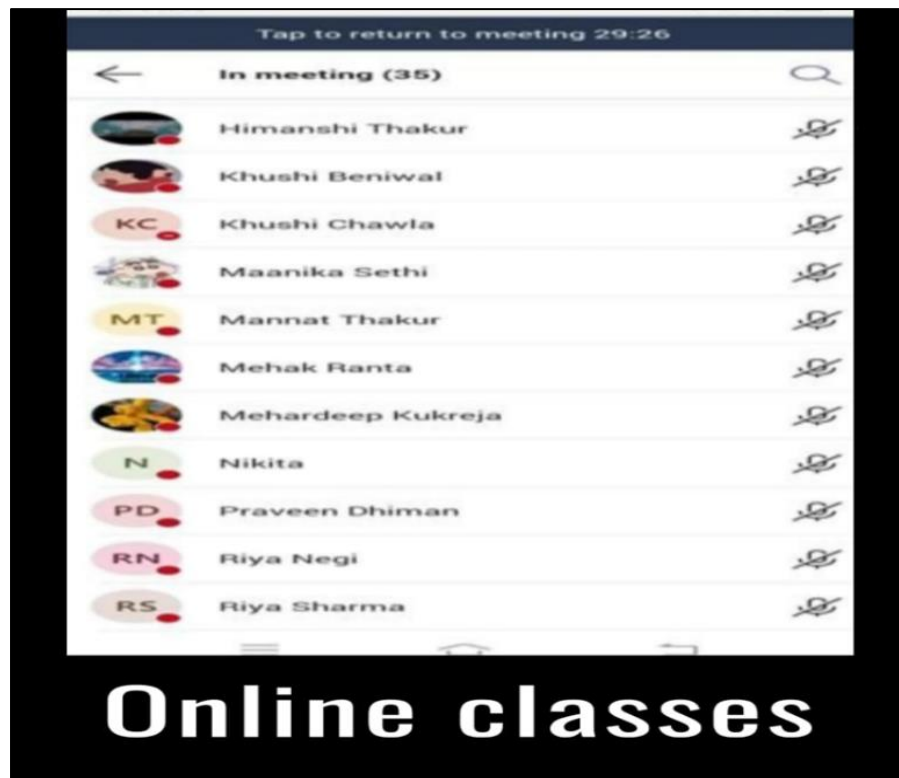 Tap to return to meeting 29:26
In meeting (35)
Himanshi Thakur
Khushi Beniwal
KC Khushi Chawla
Maanika Sethi
MT Mannat Thakur
Mehak Ranta
Mehardeep Kukreja
N Nikita
PD Praveen Dhiman
RN Riya Negi
RS Riya Sharma
Online classes